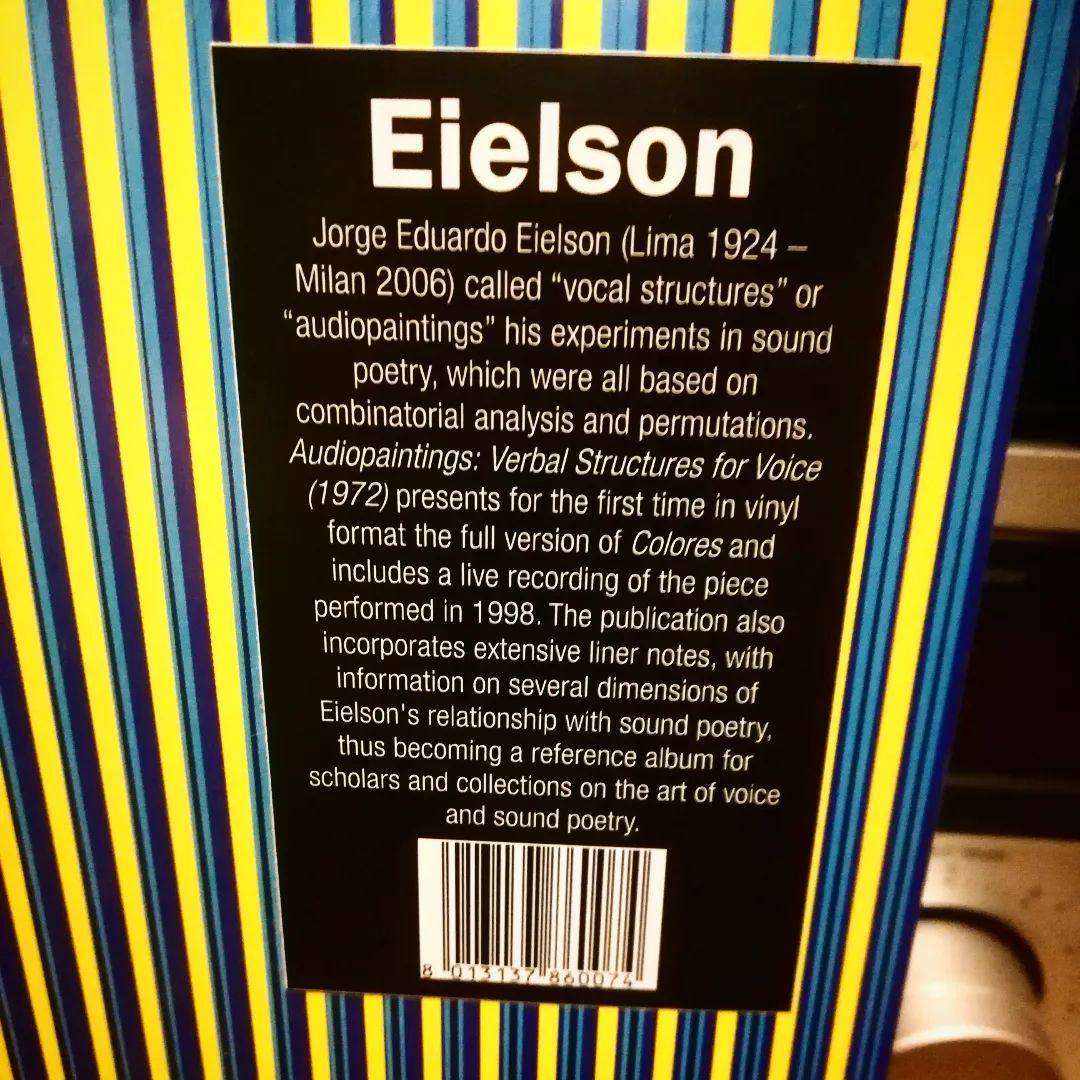 Eielson
Jorge Eduardo Eielson (Lima 1924 –
Milan 2006) called “vocal structures” or
“audiopaintings” his experiments in sound
poetry, which were all based on
combinatorial analysis and permutations.
Audiopaintings: Verbal Structures for Voice
(1972) presents for the first time in vinyl
format the full version of Colores and
includes a live recording of the piece
performed in 1998. The publication also
incorporates extensive liner notes, with
information on several dimensions of
Eielson's relationship with sound poetry,
thus becoming a reference album for
scholars and collections on the art of voice
and sound poetry.
8 013137 860074